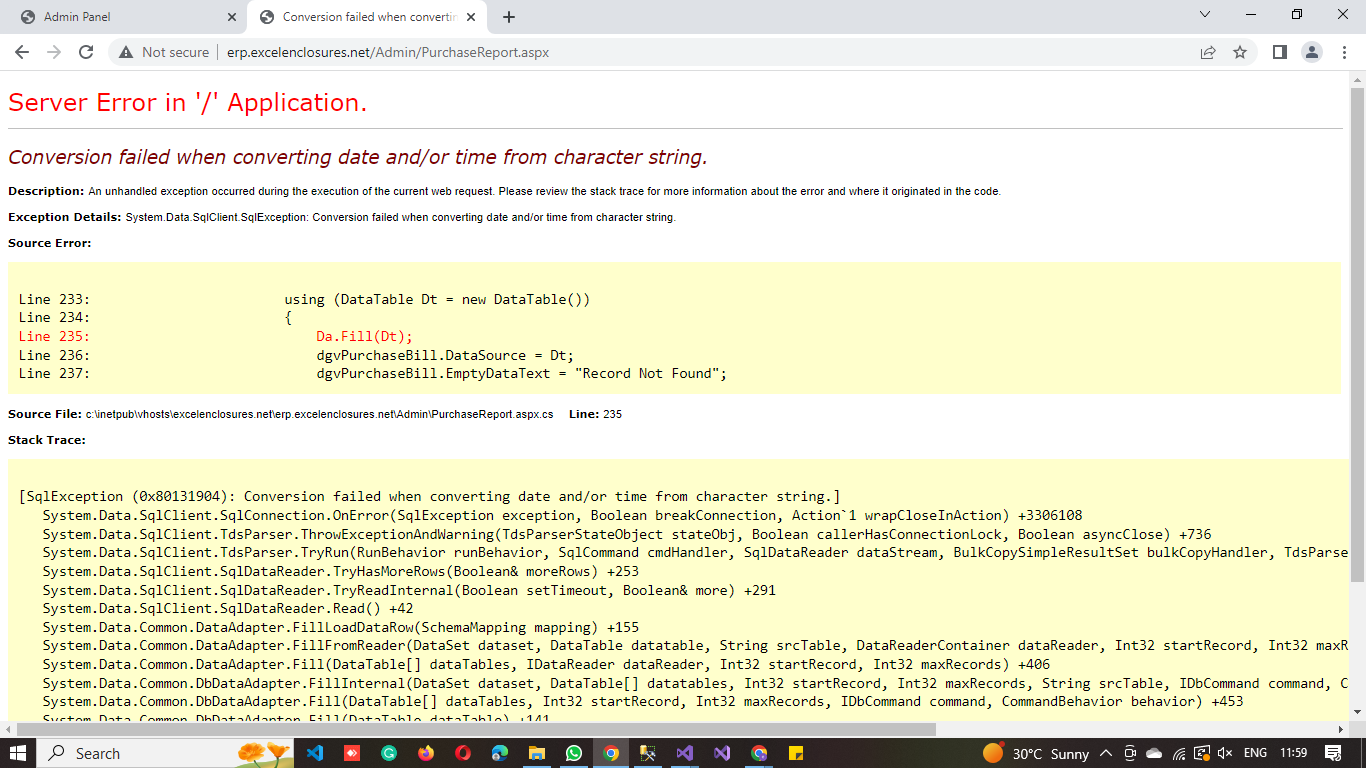 Admin Panel
Conversion failed when convertin
Not secure
erp.excelenclosures.net/Admin/PurchaseReport.aspx
Server Error in '/' Application.
Conversion failed when converting date and/or time from character string.
Description: An unhandled exception occurred during the execution of the current web request. Please review the stack trace for more information about the error and where it originated in the code.
Exception Details: System.Data.SqlClient.SqlException: Conversion failed when converting date and/or time from character string.
Source Error:
Line 233: using (DataTable Dt = new DataTable())
Line 234: {
Line 235: Da.Fill(Dt);
Line 236: dgvPurchaseBill.DataSource = Dt;
Line 237: dgvPurchaseBill.EmptyDataText = "Record Not Found";
Source File: c:\inetpub\vhosts\excelenclosures.net\erp.excelenclosures.net\Admin\PurchaseReport.aspx.cs Line: 235
Stack Trace:
[SqlException (0x80131904): Conversion failed when converting date and/or time from character string.]
System.Data.SqlClient.SqlConnection.OnError(SqlException exception, Boolean breakConnection, Action`1 wrapCloseInAction) +3306108
System.Data.SqlClient.TdsParser.ThrowExceptionAndWarning(TdsParserStateObject stateObj, Boolean callerHasConnectionLock, Boolean asyncClose) +736
System.Data.SqlClient.TdsParser.TryRun(RunBehavior runBehavior, SqlCommand cmdHandler, SqlDataReader dataStream, BulkCopySimpleResultSet bulkCopyHandler, TdsParse
System.Data.SqlClient.SqlDataReader.TryHasMoreRows(Boolean& moreRows) +253
System.Data.SqlClient.SqlDataReader.TryReadInternal(Boolean setTimeout, Boolean& more) +291
System.Data.SqlClient.SqlDataReader.Read() +42
System.Data.Common.DataAdapter.FillLoadDataRow(SchemaMapping mapping) +155
System.Data.Common.DataAdapter.FillFromReader(DataSet dataset, DataTable datatable, String srcTable, DataReaderContainer dataReader, Int32 startRecord, Int32 maxR
System.Data.Common.DataAdapter.Fill(DataTable[] dataTables, IDataReader dataReader, Int32 startRecord, Int32 maxRecords) +406
System.Data.Common.DbDataAdapter.FillInternal(DataSet dataset, DataTable[] datatables, Int32 startRecord, Int32 maxRecords, String srcTable, IDbCommand command, C
System.Data.Common.DbDataAdapter.Fill(DataTable[] dataTables, Int32 startRecord, Int32 maxRecords, IDbCommand command, CommandBehavior behavior) +453
System.Data.Common.DbDataAdapter.Fill(DataTable dataTable) +141
Search
30°C Sunny
ENG
11:59